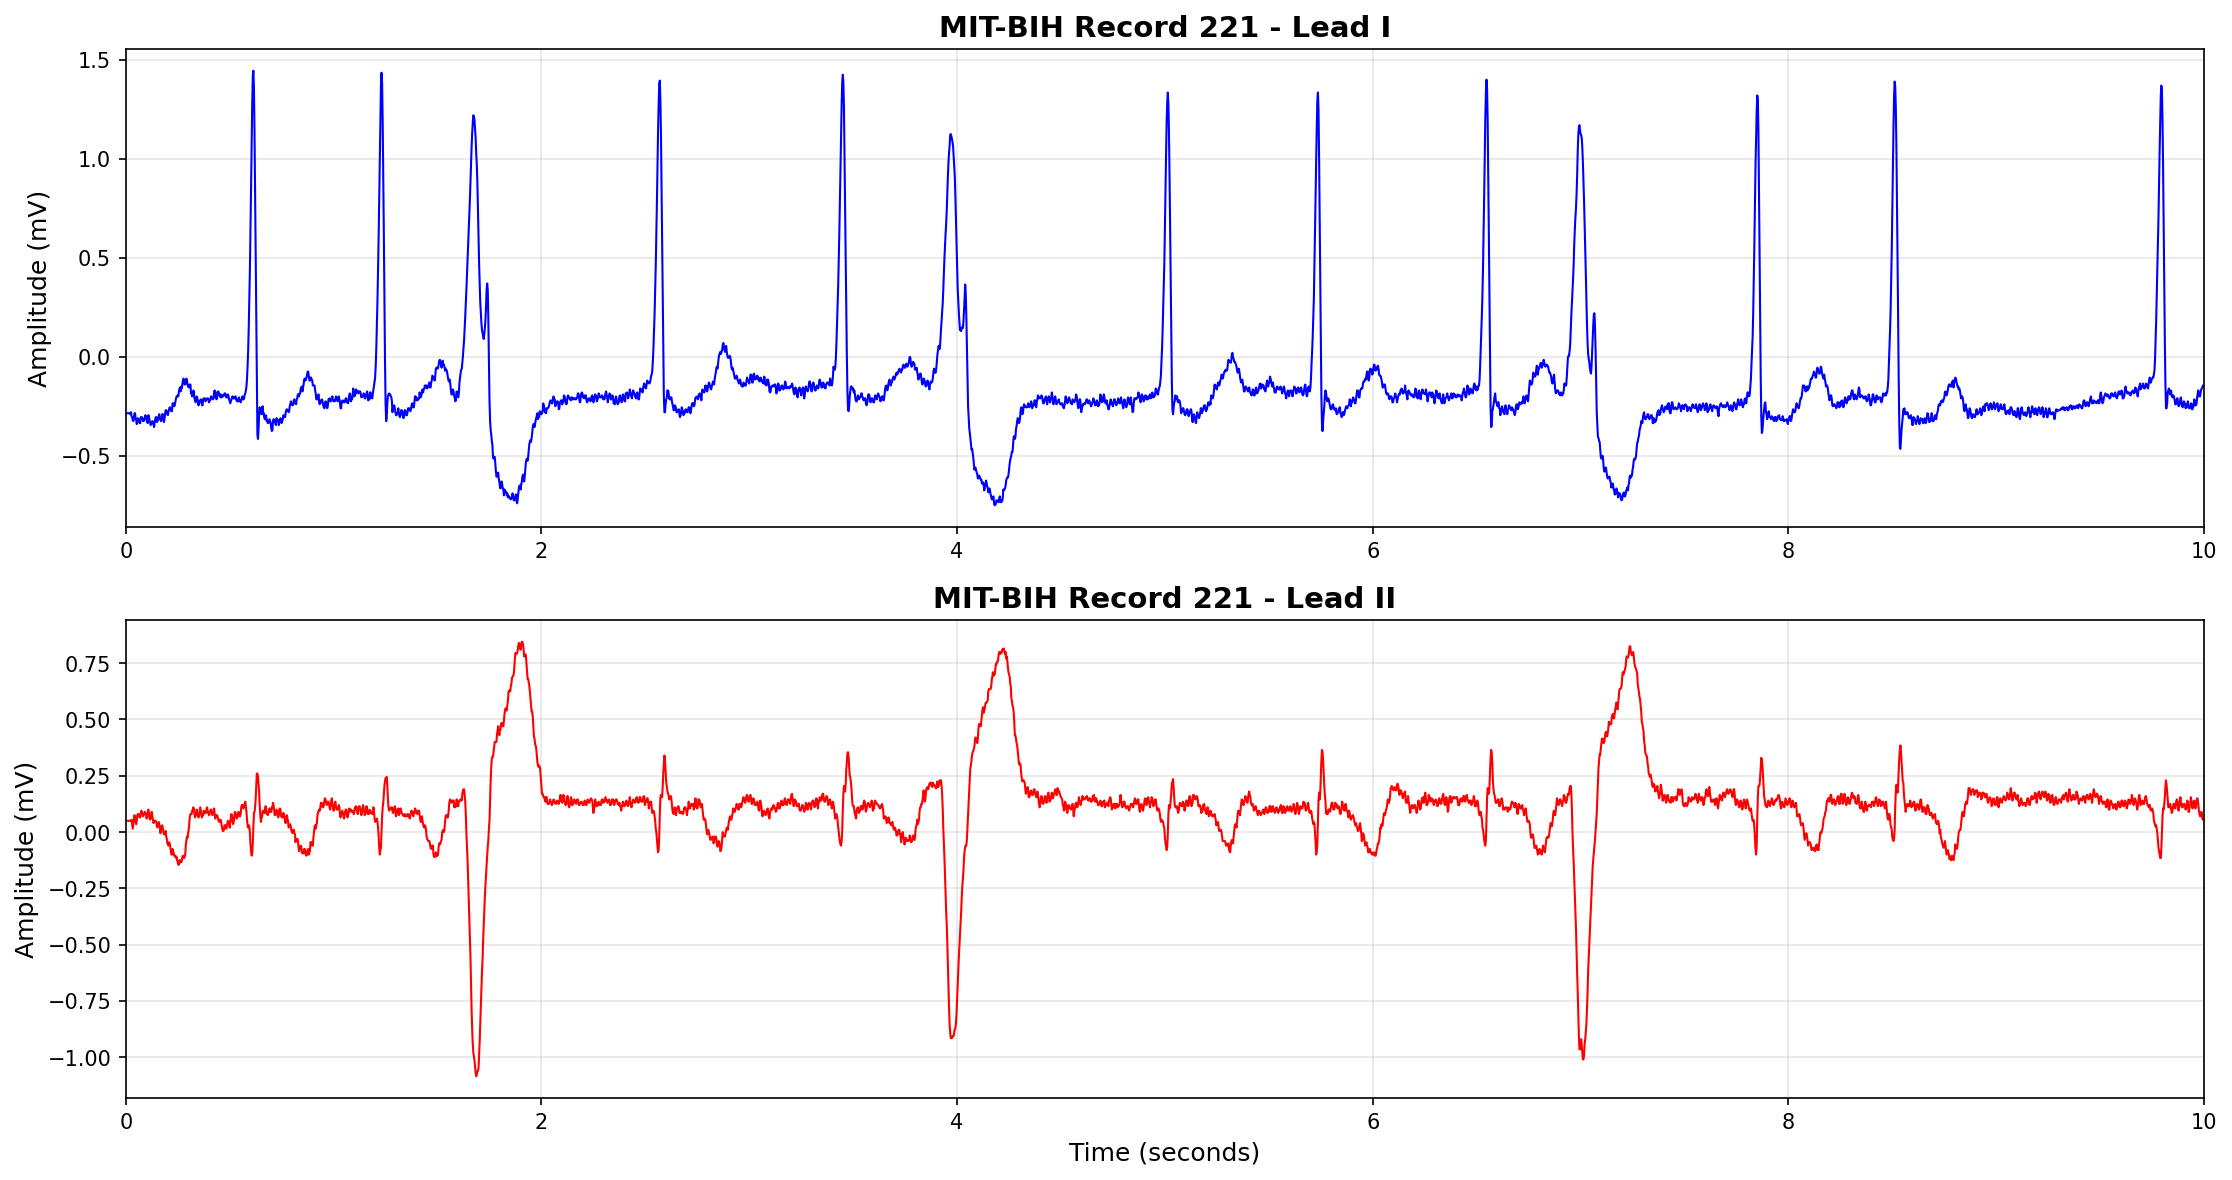 MIT-BIH Record 221 - Lead I
Amplitude (mV)
1.5
1.0
0.5
0.0
−0.5
0 2 4 6 8 10
MIT-BIH Record 221 - Lead II
Amplitude (mV)
0.75
0.50
0.25
0.00
−0.25
−0.50
−0.75
−1.00
0 2 4 6 8 10
Time (seconds)